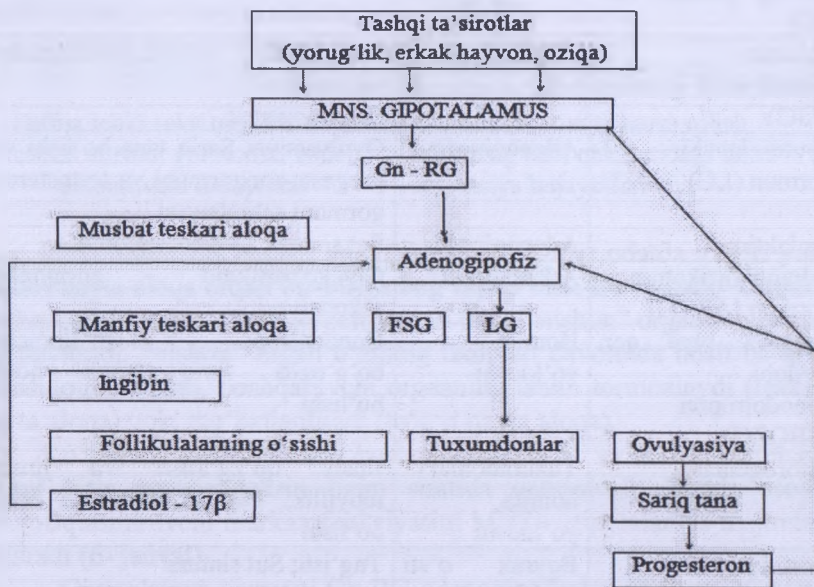 Tashqi ta'sirotlar
(yorug‘lik, erkak hayvon, oziqa)
MNS. GIPOTALAMUS
Gn - RG
Musbat teskari aloqa
Adenogipofiz
Manfiy teskari aloqa
FSG
LG
Ingibin
Follikulalarning o‘sishi
Tuxumdonlar
Ovulyasiya
Estradiol - 17β
Sariq tana
Progesteron